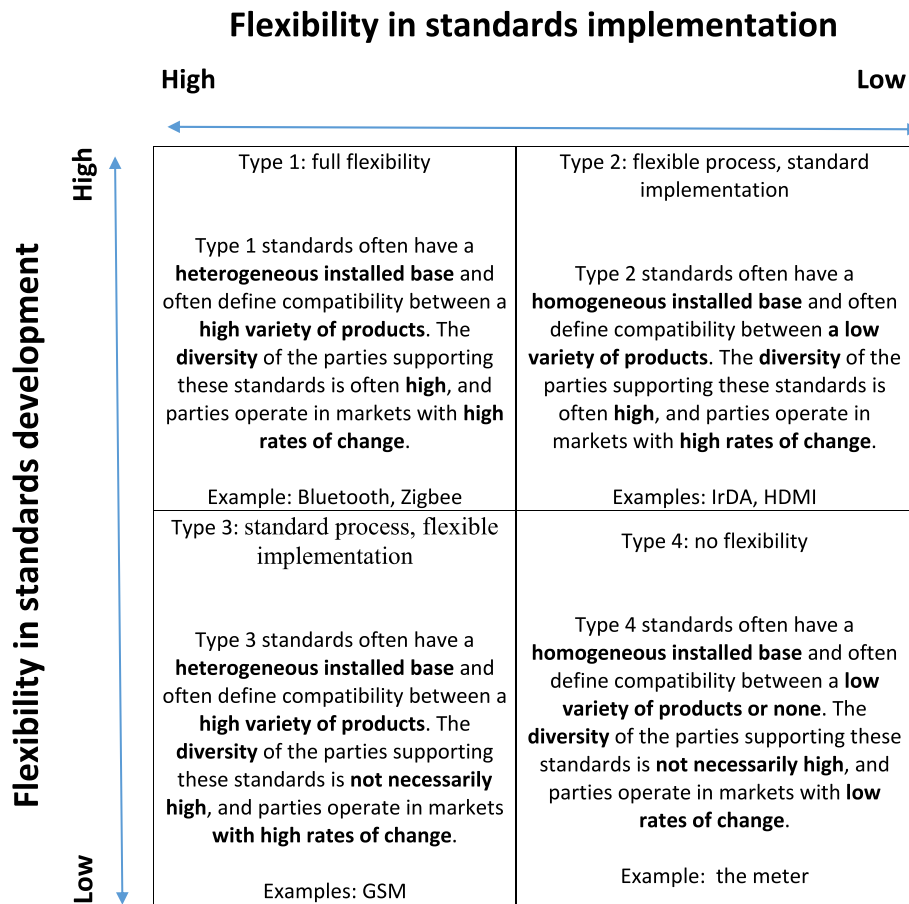 Flexibility in standards implementation
High
Low
High
Flexibility in standards development
Low
Type 1: full flexibility
Type 1 standards often have a
heterogeneous installed base and
often define compatibility between a
high variety of products. The
diversity of the parties supporting
these standards is often high, and
parties operate in markets with high
rates of change.
Example: Bluetooth, Zigbee
Type 2: flexible process, standard
implementation
Type 2 standards often have a
homogeneous installed base and often
define compatibility between a low
variety of products. The diversity of the
parties supporting these standards is
often high, and parties operate in
markets with high rates of change.
Examples: IrDA, HDMI
Type 3: standard process, flexible
implementation
Type 3 standards often have a
heterogeneous installed base and
often define compatibility between a
high variety of products. The
diversity of the parties supporting
these standards is not necessarily
high, and parties operate in markets
with high rates of change.
Examples: GSM
Type 4: no flexibility
Type 4 standards often have a
homogeneous installed base and often
define compatibility between a low
variety of products or none. The
diversity of the parties supporting these
standards is not necessarily high, and
parties operate in markets with low
rates of change.
Example:  the meter